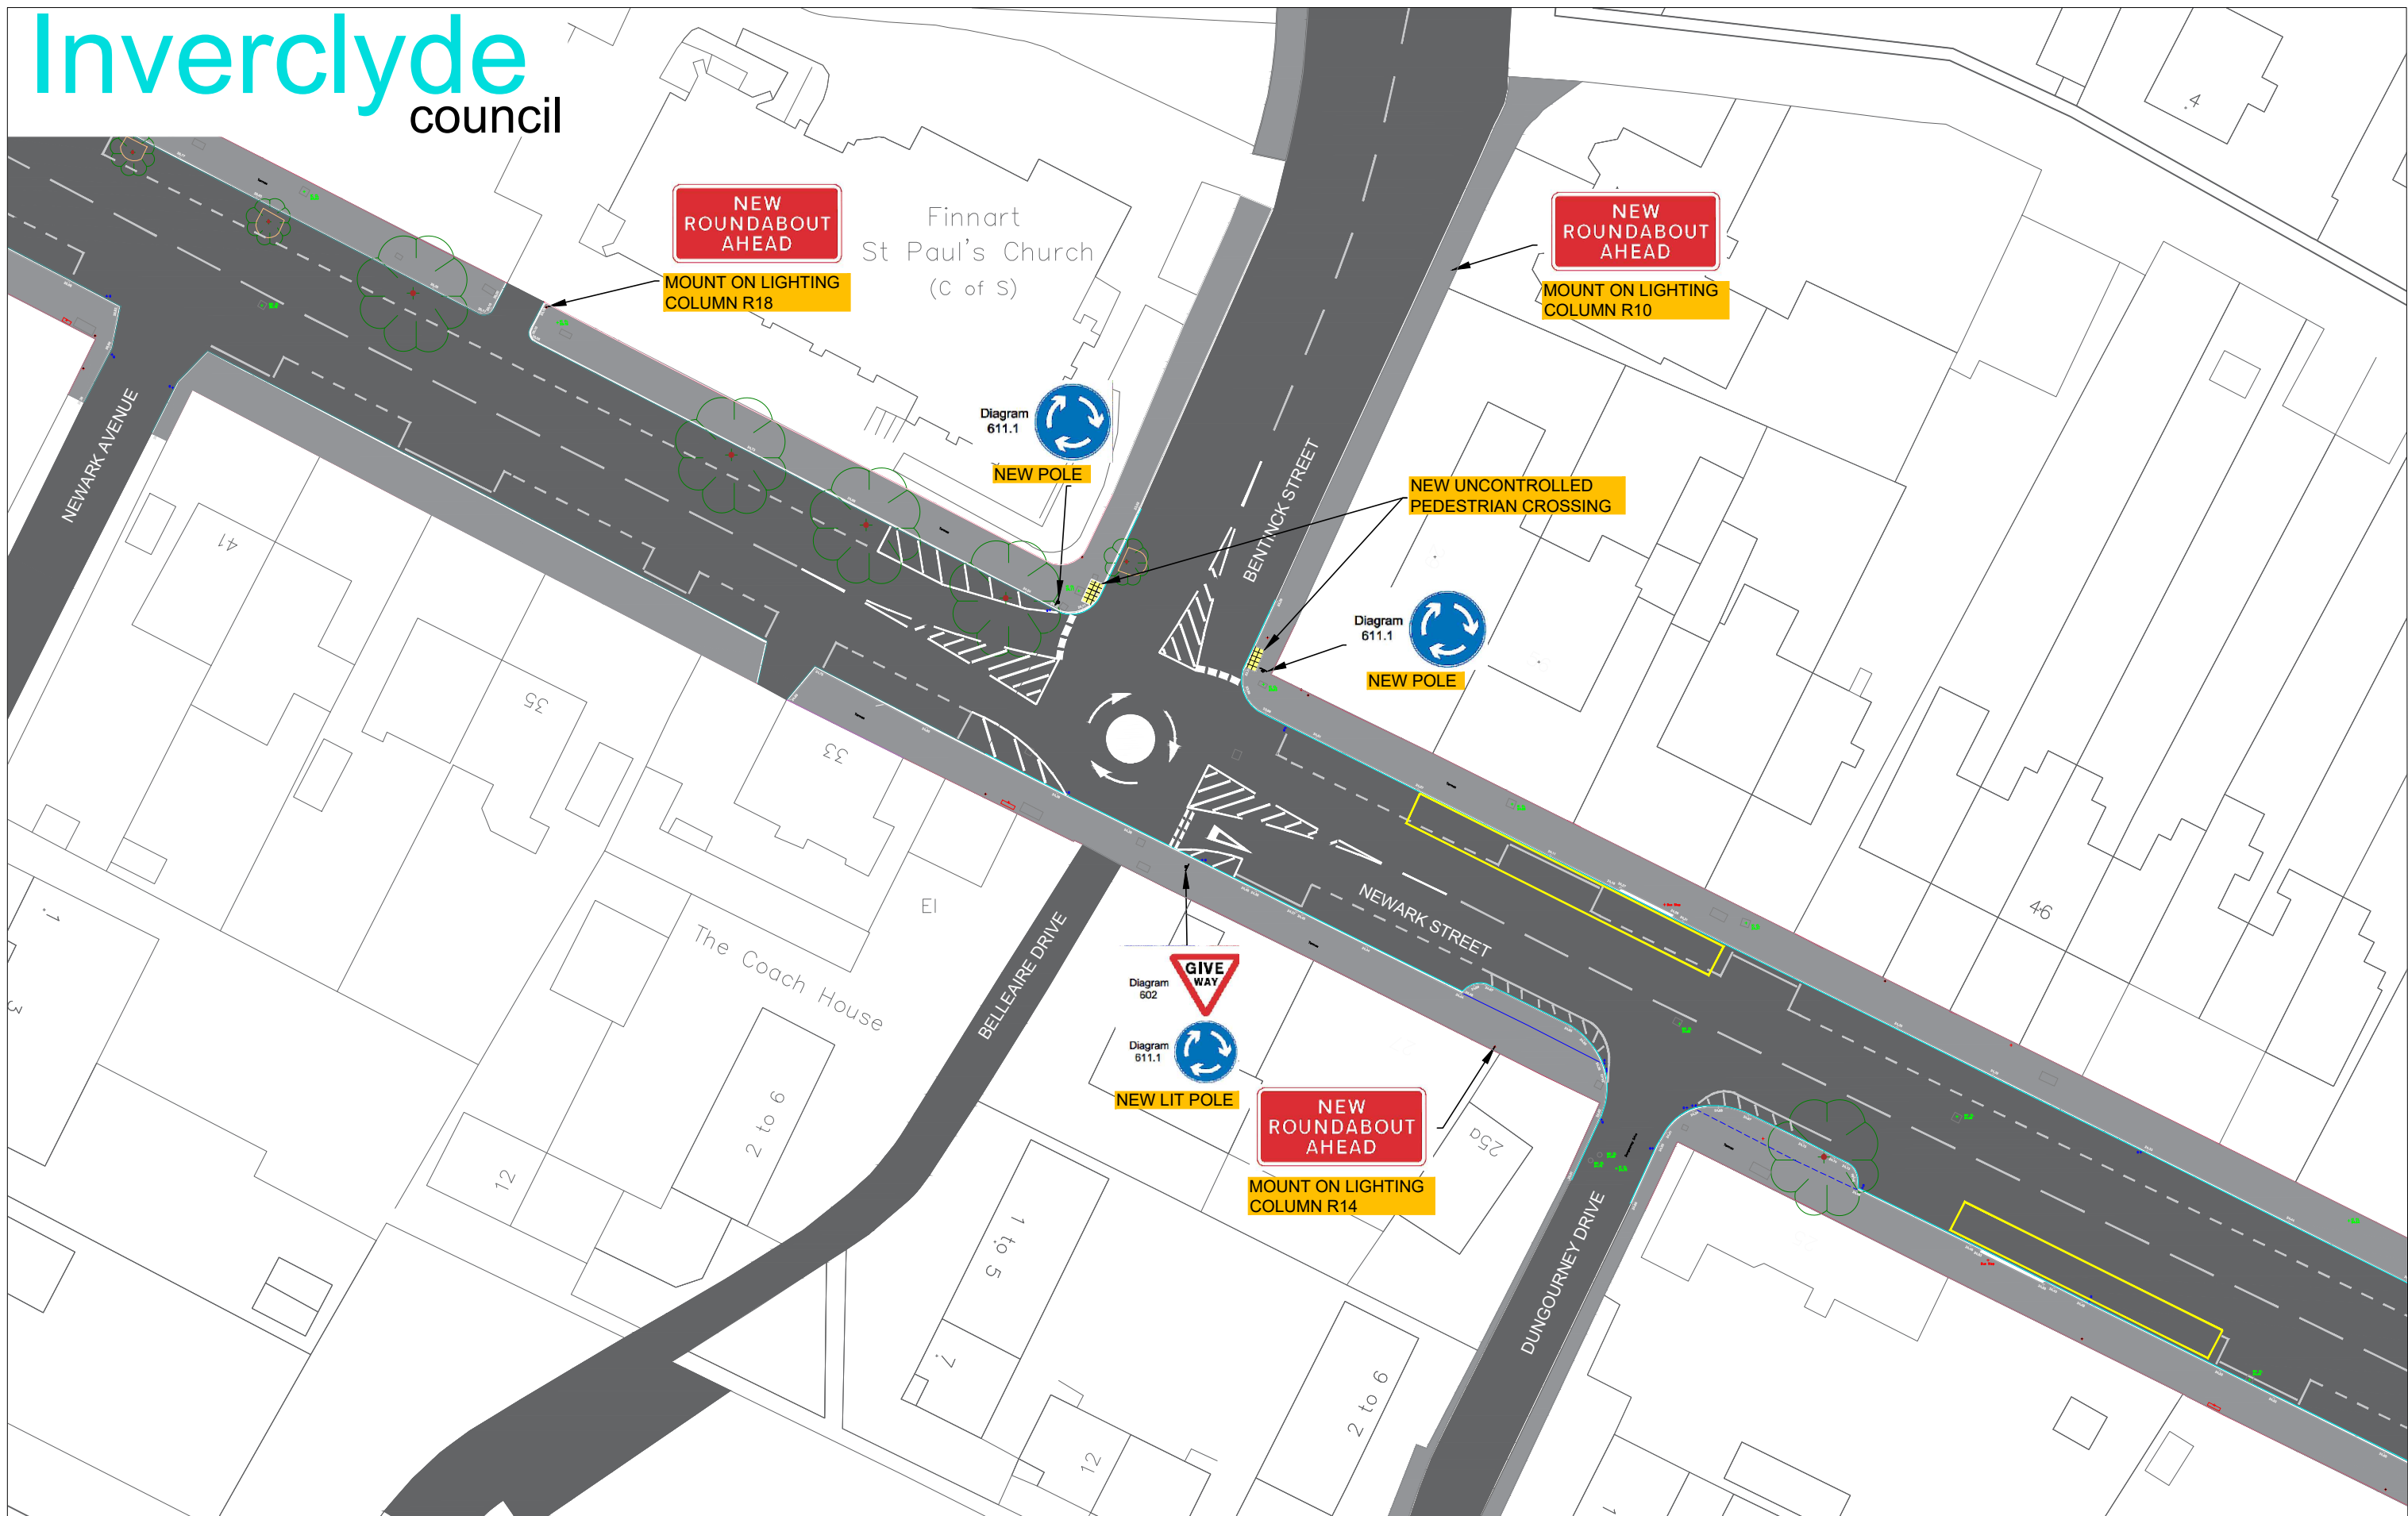 Inverclyde
council
4
NEW
ROUNDABOUT
AHEAD
MOUNT ON LIGHTING
COLUMN R18
Finnart
St Paul's Church
(C of S)
NEW
ROUNDABOUT
AHEAD
MOUNT ON LIGHTING
COLUMN R10
Diagram
611.1
NEW POLE
NEWARK AVENUE
BENTINCK STREET
NEW UNCONTROLLED
PEDESTRIAN CROSSING
41
Diagram
611.1
NEW POLE
35
33
El
46
The Coach House
NEWARK STREET
BELLEAIRE DRIVE
GIVE
WAY
Diagram
602
Diagram
611.1
NEW LIT POLE
NEW
ROUNDABOUT
AHEAD
MOUNT ON LIGHTING
COLUMN R14
25a
3
2 to 6
12
1 to 5
7
DUNGOURNEY DRIVE
2 to 6
12